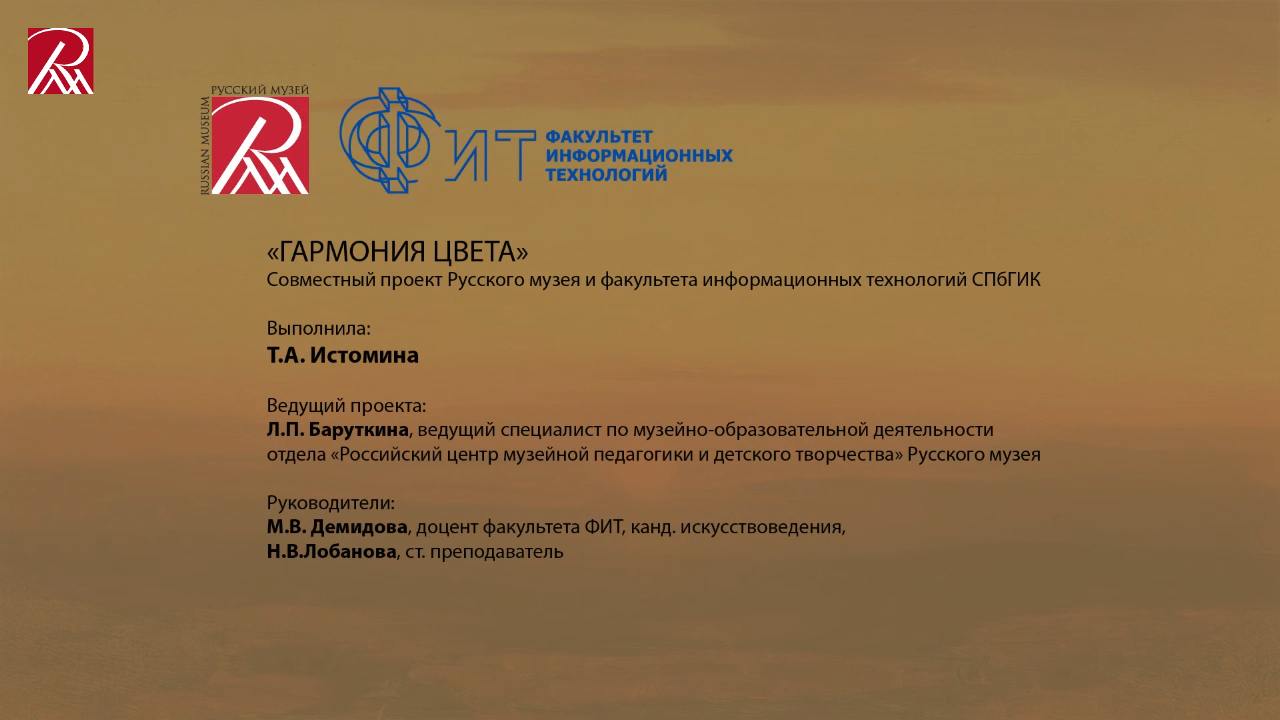 РУССКИЙ МУЗЕЙ
RUSSIAN MUSEUM
ФИТ
ФАКУЛЬТЕТ
ИНФОРМАЦИОННЫХ
ТЕХНОЛОГИЙ
«ГАРМОНИЯ ЦВЕТА»
Совместный проект Русского музея и факультета информационных технологий СПбГИК
Выполнила:
Т.А. Истомина
Ведущий проекта:
Л.П. Баруткина, ведущий специалист по музейно-образовательной деятельности
отдела «Российский центр музейной педагогики и детского творчества» Русского музея
Руководители:
М.В. Демидова, доцент факультета ФИТ, канд. искусствоведения,
Н.В.Лобанова, ст. преподаватель